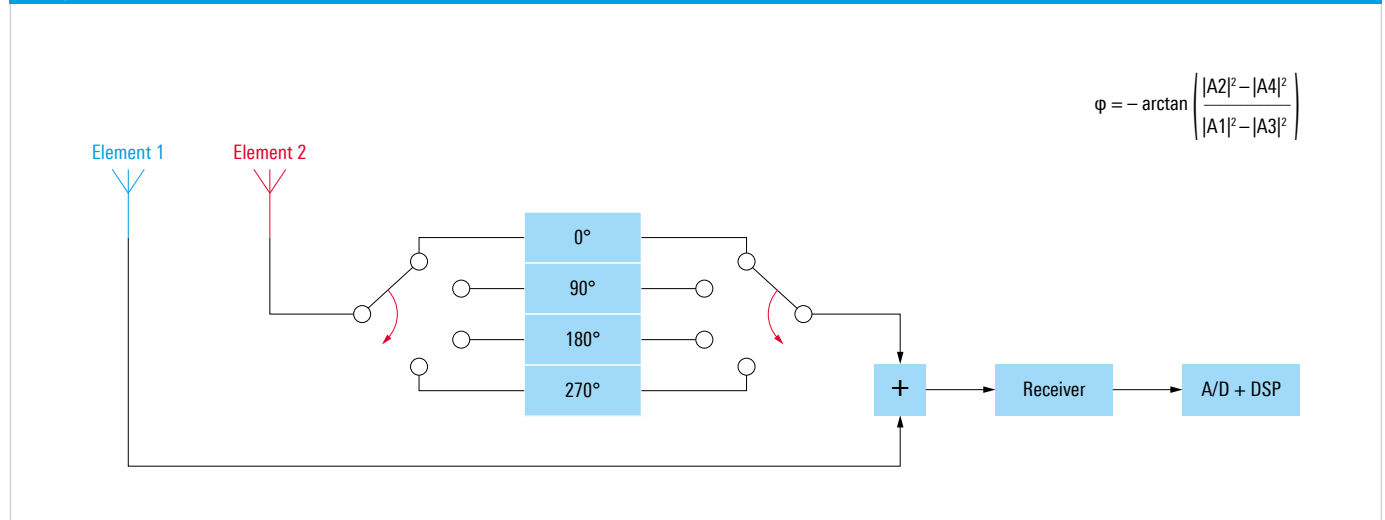 φ = – arctan ( |A2|² – |A4|² / |A1|² – |A3|² )
Element 1
Element 2
0°
90°
180°
270°
+
Receiver
A/D + DSP